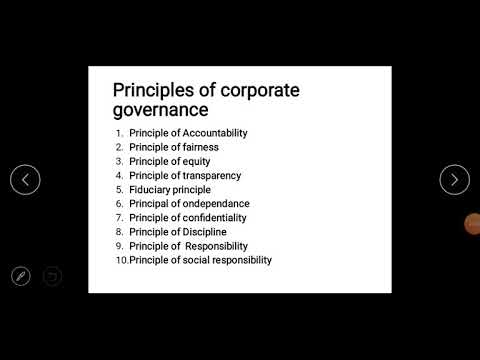 Principles of corporate
governance
1. Principle of Accountability
2. Principle of fairness
3. Principle of equity
4. Principle of transparency
5. Fiduciary principle
6. Principal of ondependance
7. Principle of confidentiality
8. Principle of Discipline
9. Principle of Responsibility
10.Principle of social responsibility